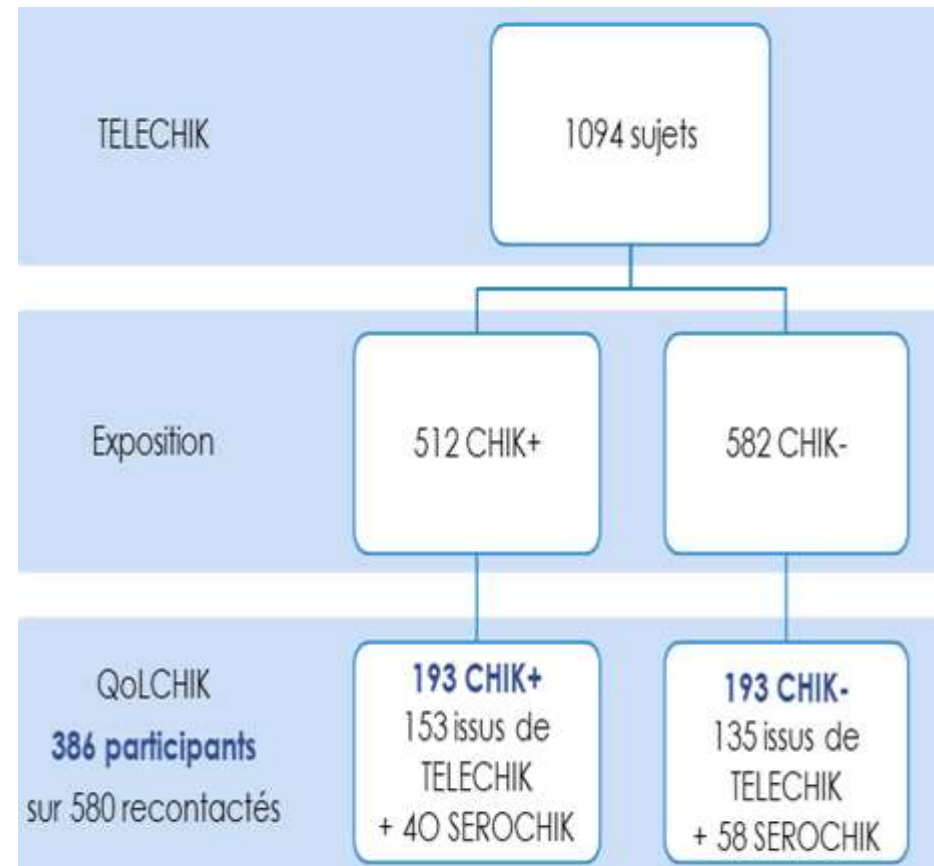 TELECHIK
1094 sujets
Exposition
512 CHIK+
582 CHIK-
QoLCHIK
386 participants
sur 580 recontactés
193 CHIK+
153 issus de
TELECHIK
+ 40 SEROCHIK
193 CHIK-
135 issus de
TELECHIK
+ 58 SEROCHIK